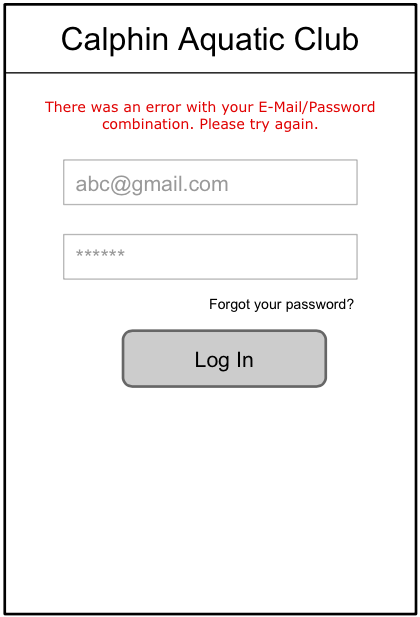 Calphin Aquatic Club
There was an error with your E-Mail/Password
combination. Please try again.
abc@gmail.com
******
Forgot your password?
Log In